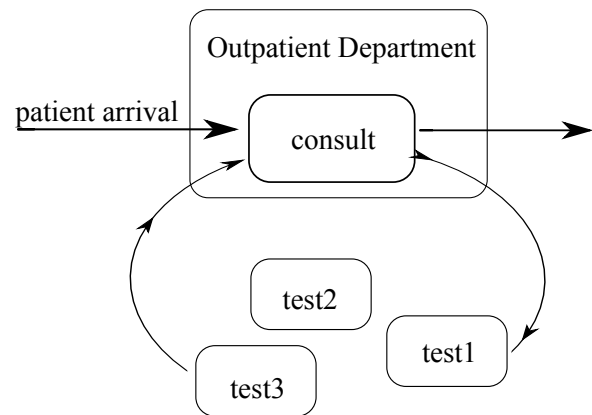 Outpatient Department
patient arrival
consult
test2
test1
test3